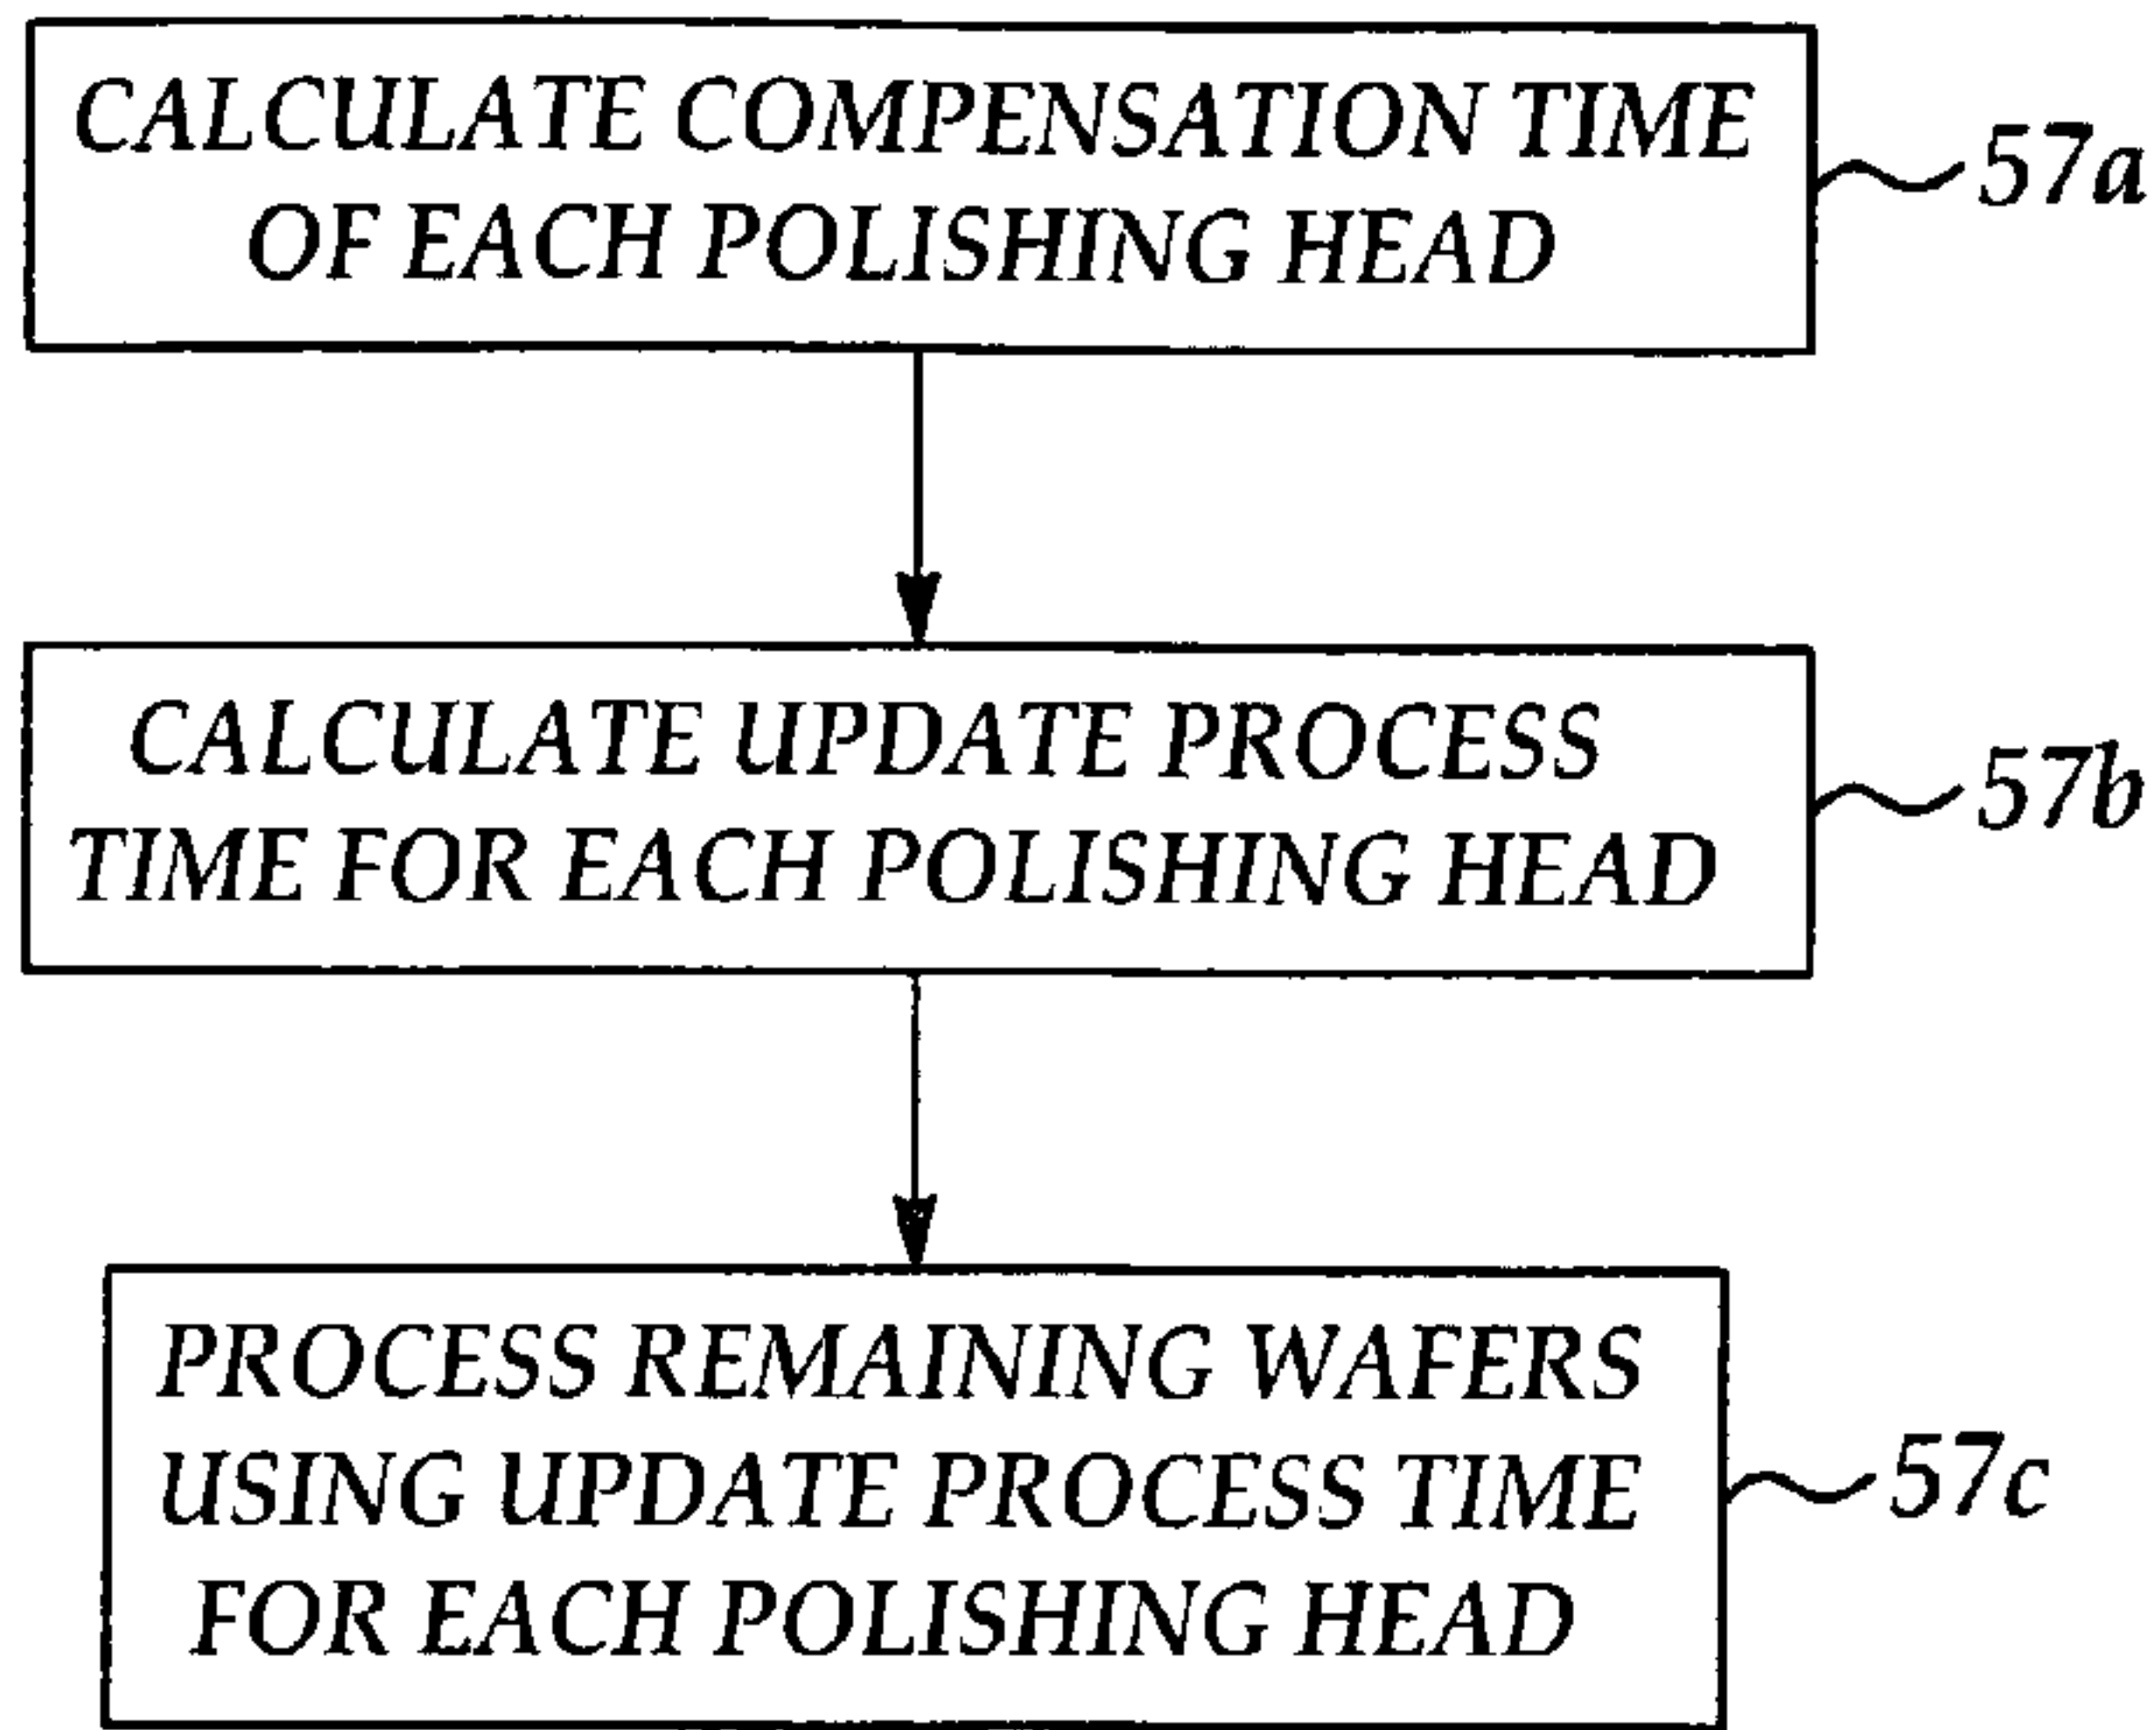 CALCULATE COMPENSATION TIME
OF EACH POLISHING HEAD
57a
CALCULATE UPDATE PROCESS
TIME FOR EACH POLISHING HEAD
57b
PROCESS REMAINING WAFERS
USING UPDATE PROCESS TIME
FOR EACH POLISHING HEAD
57c